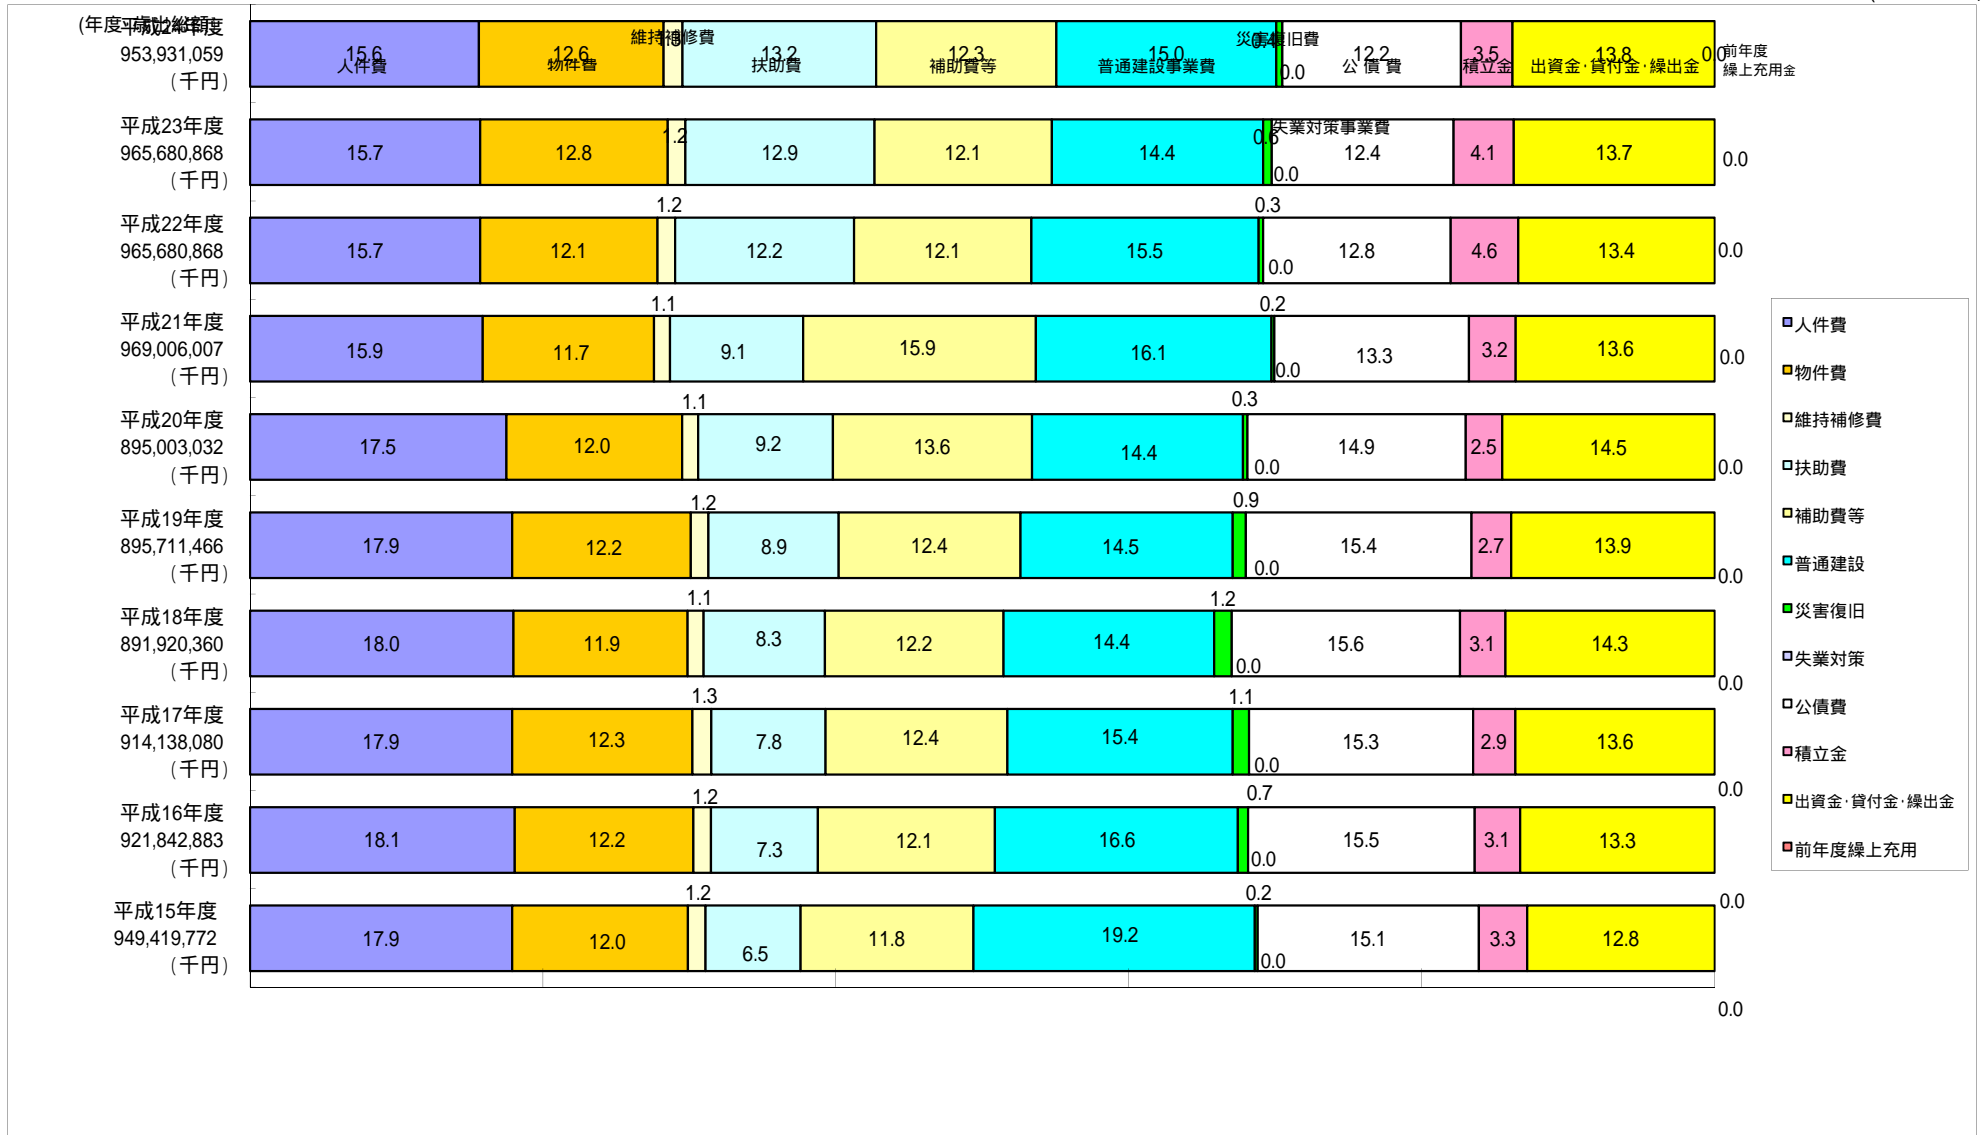 (年度・歳出総額)
平成24年度
953,931,059
(千円)
維持補修費
災害復旧費
15.6 12.6 1.3 13.2 12.3 15.0 0.4 0.0 12.2 3.5 13.8 0.0
人件費 物件費 扶助費 補助費等 普通建設事業費 公 債 費 積立金 出資金・貸付金・繰出金
前年度
繰上充用金
失業対策事業費
平成23年度
965,680,868
(千円)
15.7 12.8 1.2 12.9 12.1 14.4 0.6 0.0 12.4 4.1 13.7 0.0
平成22年度
965,680,868
(千円)
15.7 12.1 1.2 12.2 12.1 15.5 0.3 0.0 12.8 4.6 13.4 0.0
平成21年度
969,006,007
(千円)
15.9 11.7 1.1 9.1 15.9 16.1 0.2 0.0 13.3 3.2 13.6 0.0
平成20年度
895,003,032
(千円)
17.5 12.0 1.1 9.2 13.6 14.4 0.3 0.0 14.9 2.5 14.5 0.0
平成19年度
895,711,466
(千円)
17.9 12.2 1.2 8.9 12.4 14.5 0.9 0.0 15.4 2.7 13.9 0.0
平成18年度
891,920,360
(千円)
18.0 11.9 1.1 8.3 12.2 14.4 1.2 0.0 15.6 3.1 14.3 0.0
平成17年度
914,138,080
(千円)
17.9 12.3 1.3 7.8 12.4 15.4 1.1 0.0 15.3 2.9 13.6 0.0
平成16年度
921,842,883
(千円)
18.1 12.2 1.2 7.3 12.1 16.6 0.7 0.0 15.5 3.1 13.3 0.0
平成15年度
949,419,772
(千円)
17.9 12.0 1.2 6.5 11.8 19.2 0.2 0.0 15.1 3.3 12.8 0.0
人件費
物件費
維持補修費
扶助費
補助費等
普通建設
災害復旧
失業対策
公債費
積立金
出資金・貸付金・繰出金
前年度繰上充用